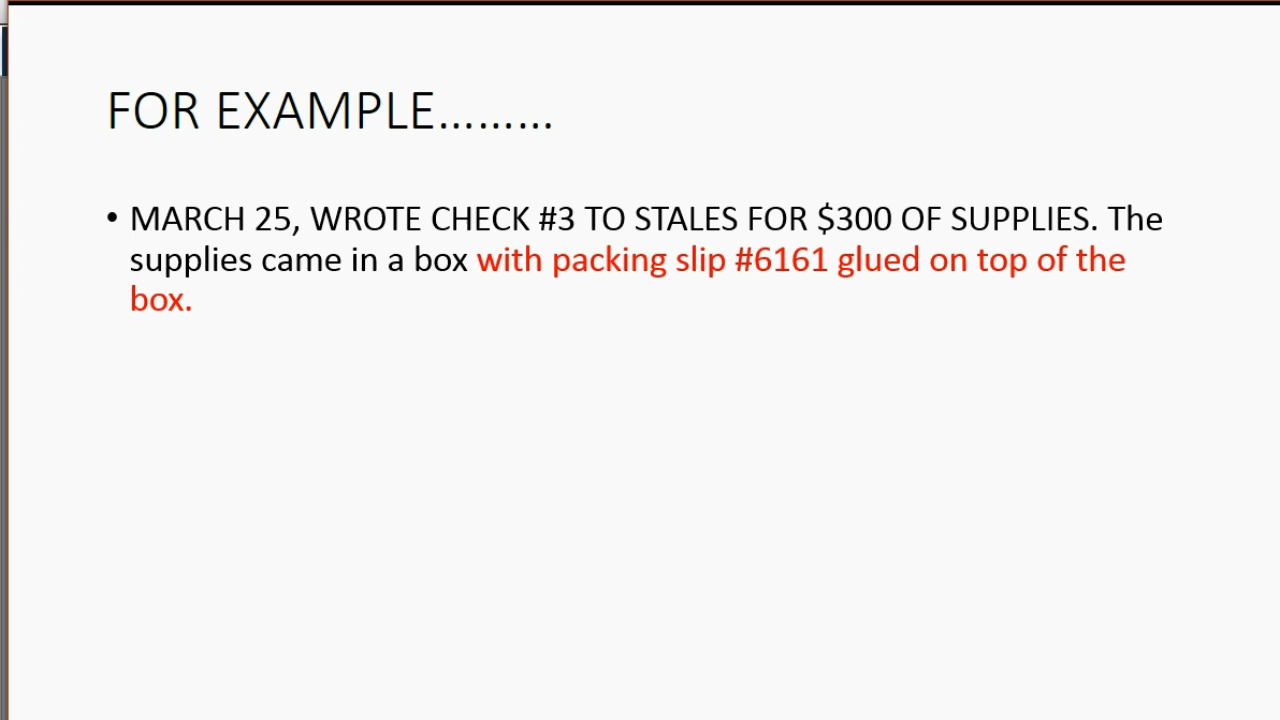 FOR EXAMPLE………
• MARCH 25, WROTE CHECK #3 TO STALES FOR $300 OF SUPPLIES. The
supplies came in a box with packing slip #6161 glued on top of the
box.